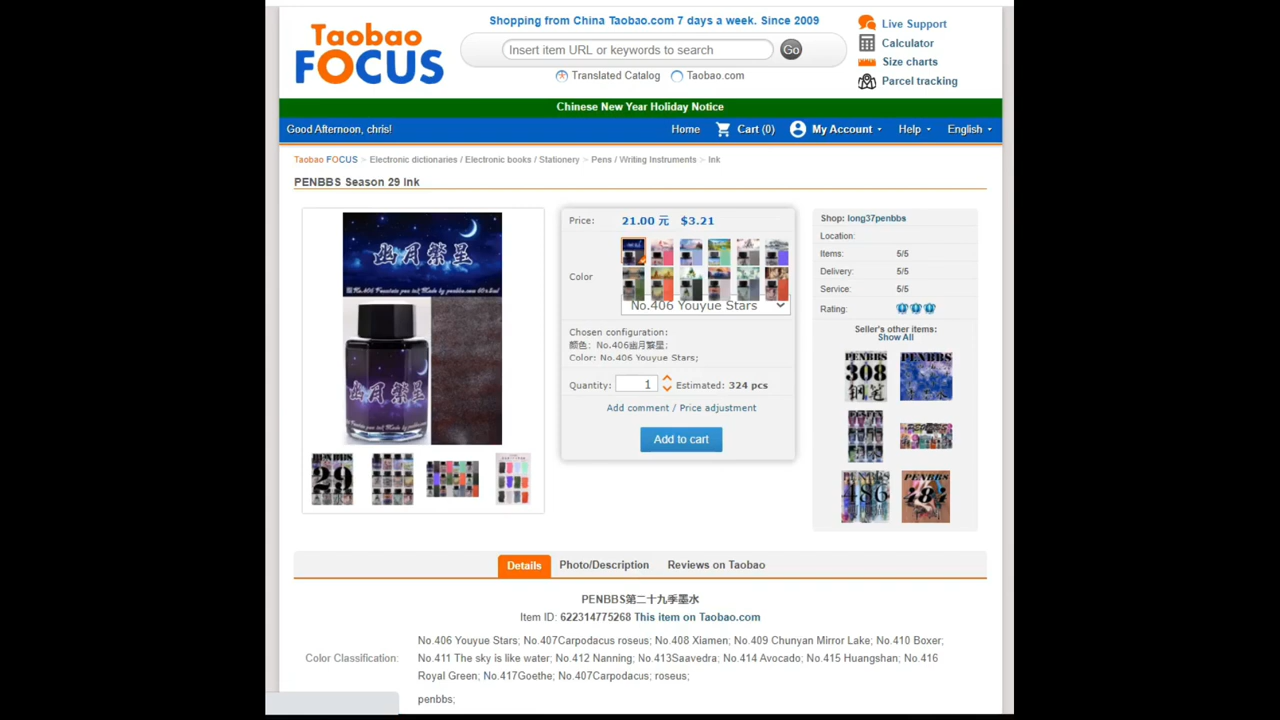 Shopping from China Taobao.com 7 days a week. Since 2009
Taobao
FOCUS
Insert item URL or keywords to search
Go
Translated Catalog
Taobao.com
Live Support
Calculator
Size charts
Parcel tracking
Chinese New Year Holiday Notice
Good Afternoon, chris!
Home
Cart (0)
My Account
Help
English
Taobao FOCUS > Electronic dictionaries / Electronic books / Stationery > Pens / Writing Instruments > Ink
PENBBS Season 29 Ink
幽月繁星
幽月繁星
29
Price: 21.00 元 $3.21
Color
No.406 Youyue Stars
Chosen configuration:
颜色: No.406幽月繁星;
Color: No.406 Youyue Stars;
Quantity: 1 Estimated: 324 pcs
Add comment / Price adjustment
Add to cart
Shop: long37penbbs
Location:
Items: 5/5
Delivery: 5/5
Service: 5/5
Rating:
Seller's other items:
Show All
PENBBS
308
钢笔
PENBBS
PENBBS
486
PENBBS
Details
Photo/Description
Reviews on Taobao
PENBBS第二十九季墨水
Item ID: 622314775268 This item on Taobao.com
Color Classification:
No.406 Youyue Stars; No.407Carpodacus roseus; No.408 Xiamen; No.409 Chunyan Mirror Lake; No.410 Boxer;
No.411 The sky is like water; No.412 Nanning; No.413Saavedra; No.414 Avocado; No.415 Huangshan; No.416
Royal Green; No.417Goethe; No.407Carpodacus; roseus;
penbbs;